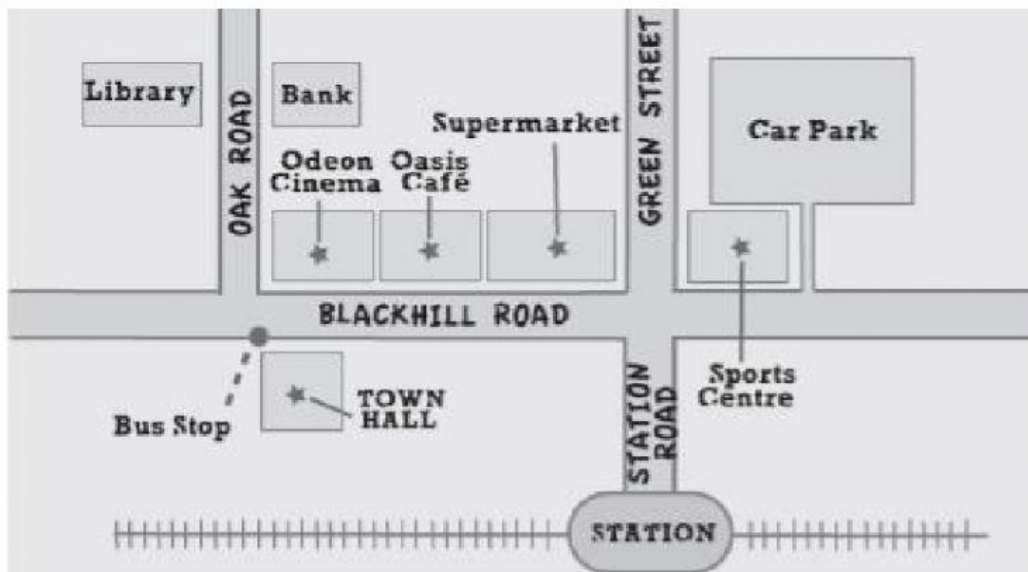 Library
OAK ROAD
Bank
Supermarket
GREEN STREET
Car Park
Odeon
Cinema
Oasis
Café
BLACKHILL ROAD
Bus Stop
TOWN
HALL
STATION
ROAD
Sports
Centre
STATION